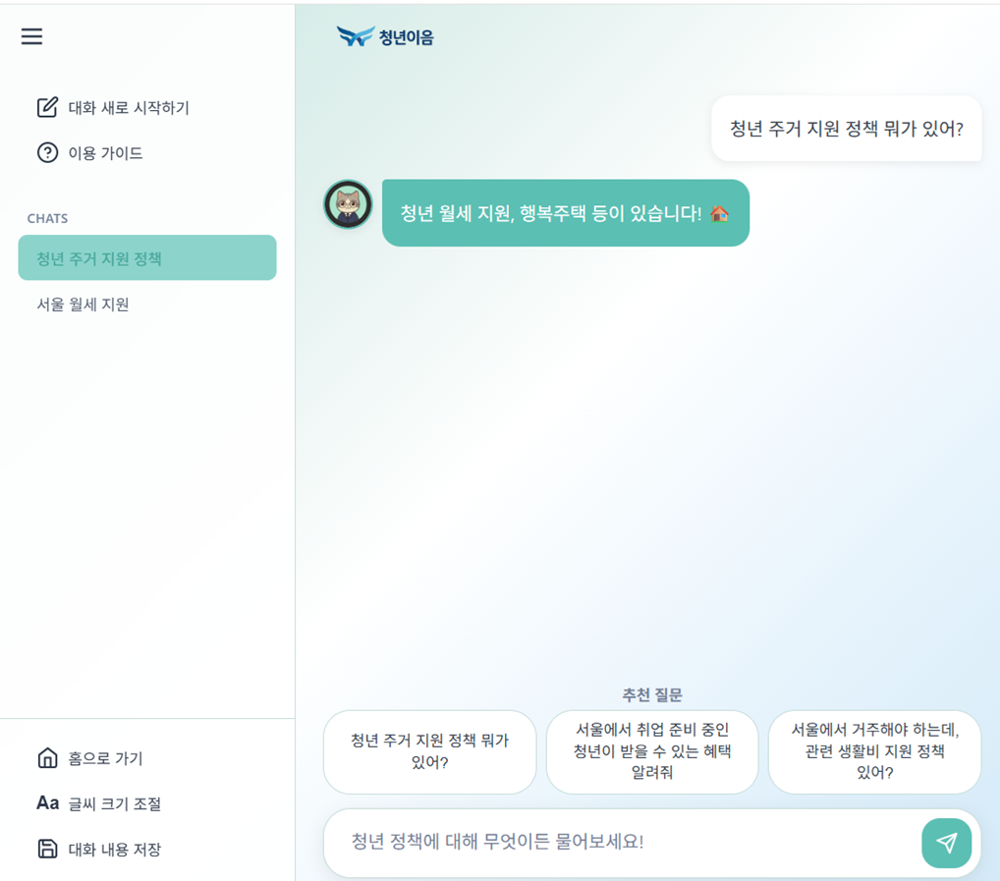 청년이음
대화 새로 시작하기
이용 가이드
CHATS
청년 주거 지원 정책
서울 월세 지원
청년 주거 지원 정책 뭐가 있어?
청년 월세 지원, 행복주택 등이 있습니다! 🏠
추천 질문
청년 주거 지원 정책 뭐가
있어?
서울에서 취업 준비 중인
청년이 받을 수 있는 혜택
알려줘
서울에서 거주해야 하는데,
관련 생활비 지원 정책
있어?
청년 정책에 대해 무엇이든 물어보세요!
홈으로 가기
Aa 글씨 크기 조절
대화 내용 저장